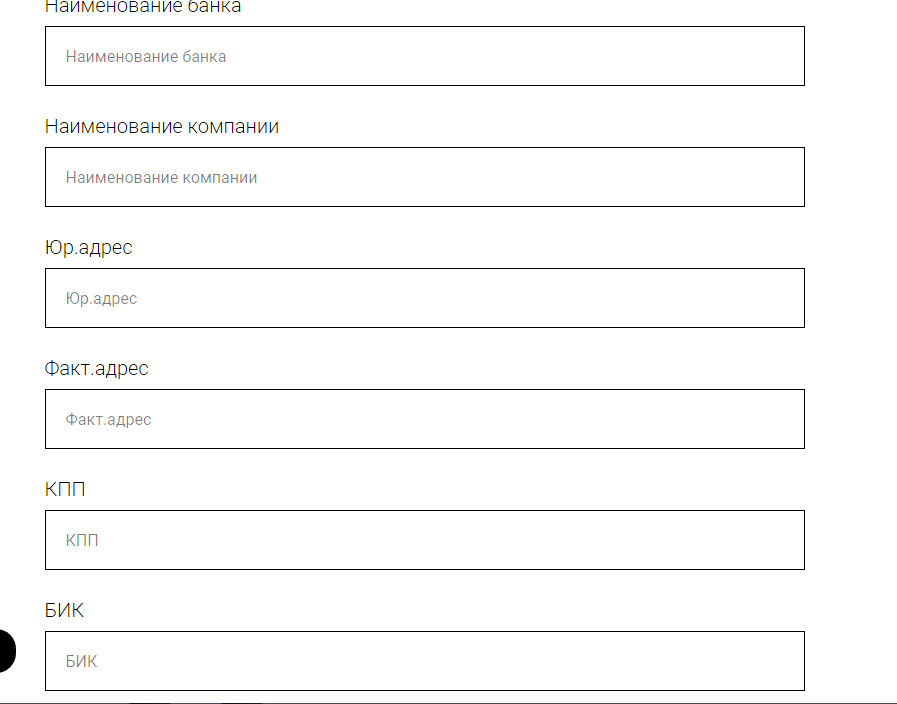 Наименование банка
Наименование банка
Наименование компании
Наименование компании
Юр.адрес
Юр.адрес
Факт.адрес
Факт.адрес
КПП
КПП
БИК
БИК